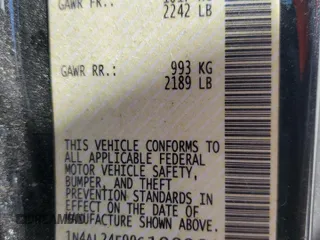 GAWR FR.:
2242 LB
GAWR RR.: 993 KG
2189 LB
THIS VEHICLE CONFORMS TO
ALL APPLICABLE FEDERAL
MOTOR VEHICLE SAFETY,
BUMPER, AND THEFT
PREVENTION STANDARDS IN
EFFECT ON THE DATE OF
MANUFACTURE SHOWN ABOVE.